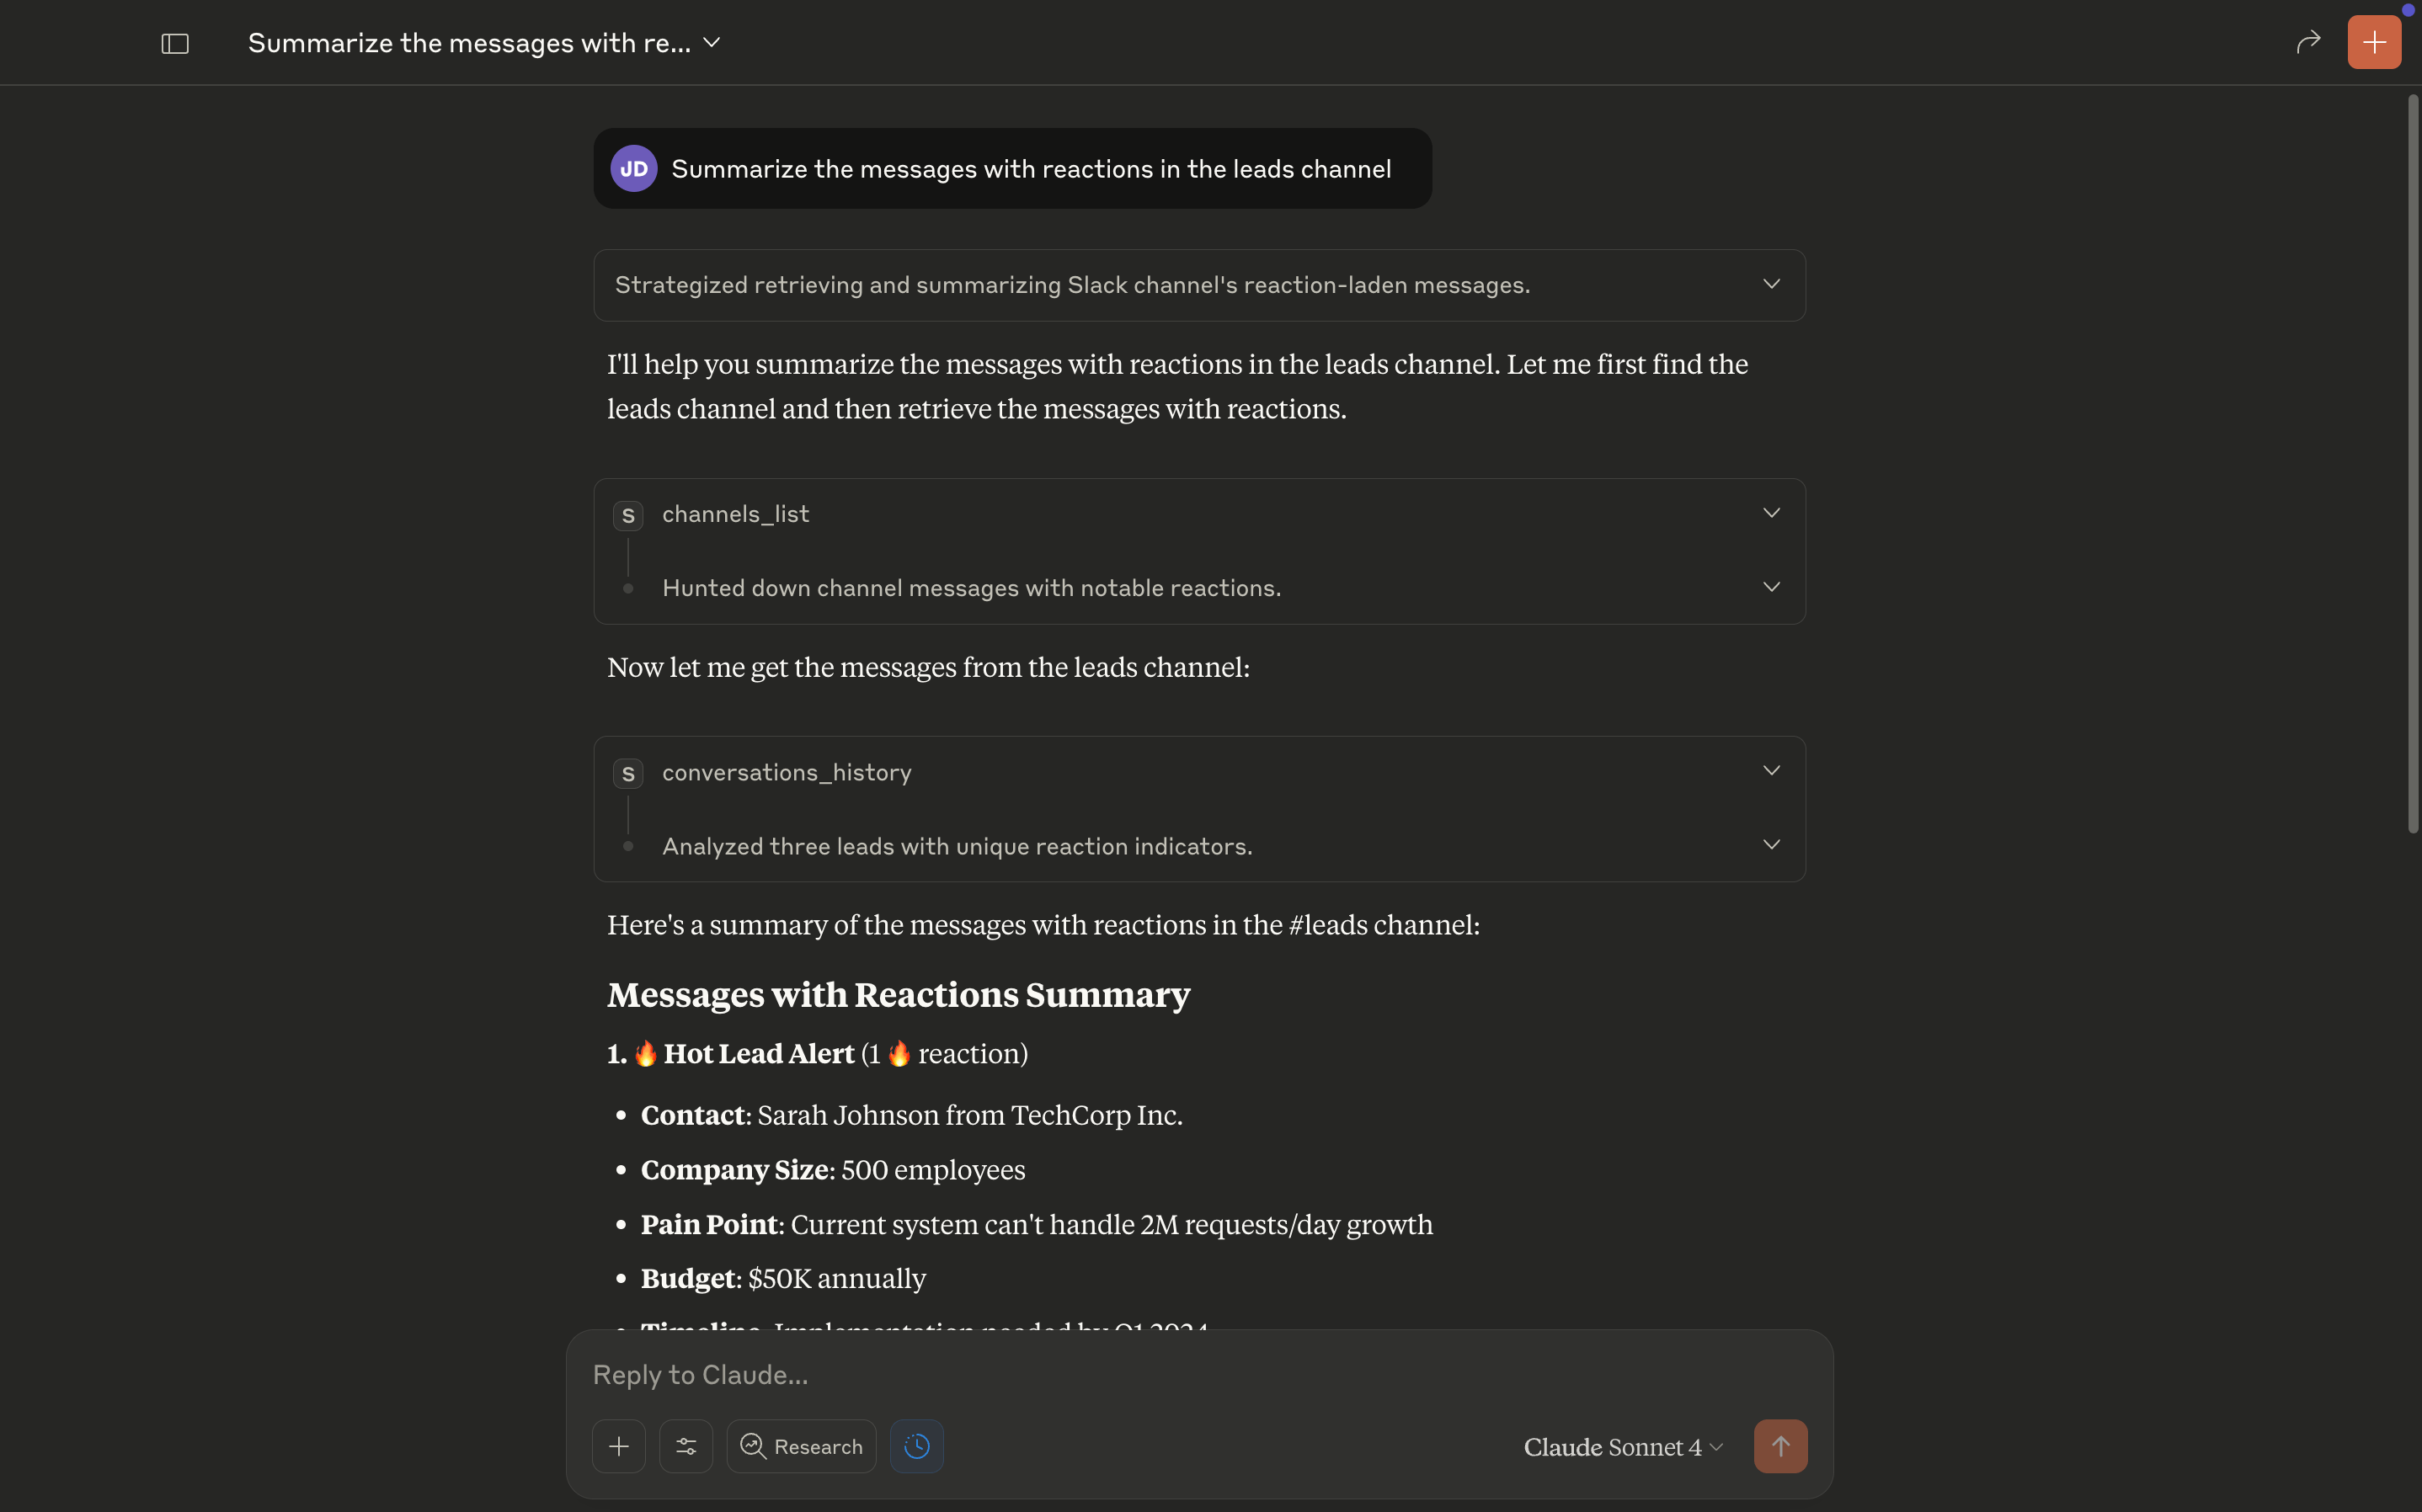 Summarize the messages with re...
JD
Summarize the messages with reactions in the leads channel
Strategized retrieving and summarizing Slack channel's reaction-laden messages.
I'll help you summarize the messages with reactions in the leads channel. Let me first find the
leads channel and then retrieve the messages with reactions.
S channels_list
Hunted down channel messages with notable reactions.
Now let me get the messages from the leads channel:
S conversations_history
Analyzed three leads with unique reaction indicators.
Here's a summary of the messages with reactions in the #leads channel:
Messages with Reactions Summary
1. 🔥 Hot Lead Alert (1 🔥 reaction)
• Contact: Sarah Johnson from TechCorp Inc.
• Company Size: 500 employees
• Pain Point: Current system can't handle 2M requests/day growth
• Budget: $50K annually
• Timeline: Implementation needed by Q1 2024
Reply to Claude...
Research
Claude Sonnet 4